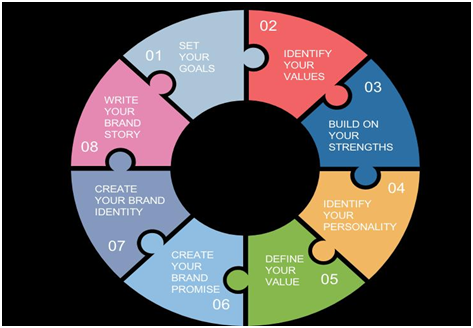 01
SET
YOUR
GOALS
02
IDENTIFY
YOUR
VALUES
03
BUILD ON
YOUR
STRENGTHS
04
IDENTIFY
YOUR
PERSONALITY
DEFINE
YOUR
VALUE
05
CREATE
YOUR
BRAND
PROMISE
06
CREATE
YOUR BRAND
IDENTITY
07
WRITE
YOUR
BRAND
STORY
08